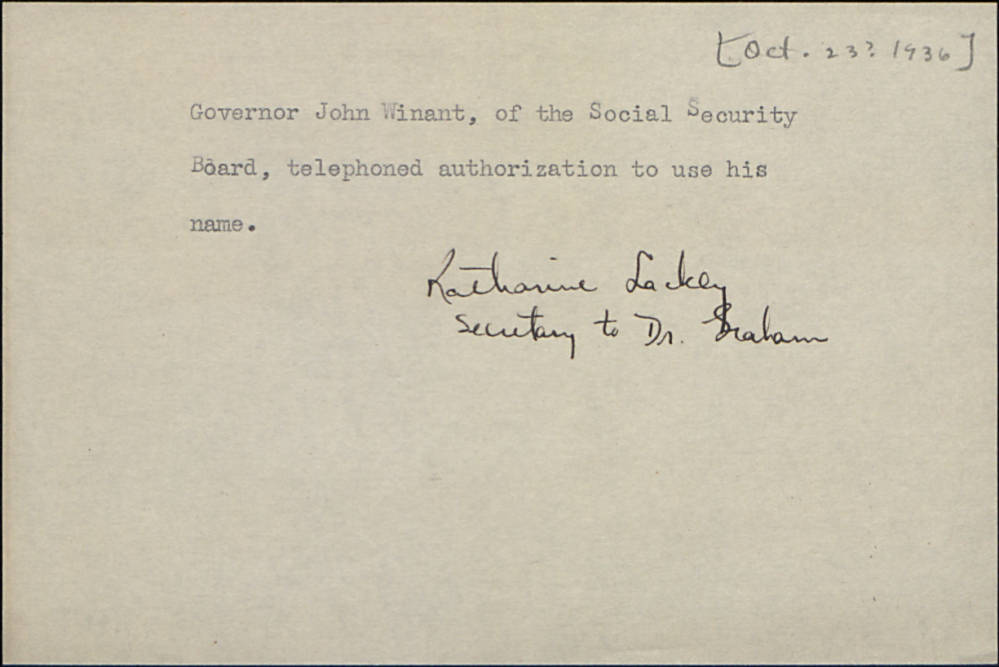 [Oct. 23? 1936]
Governor John Winant, of the Social Security
Board, telephoned authorization to use his
name.
Katharine Lackey
Secretary to Dr. Graham